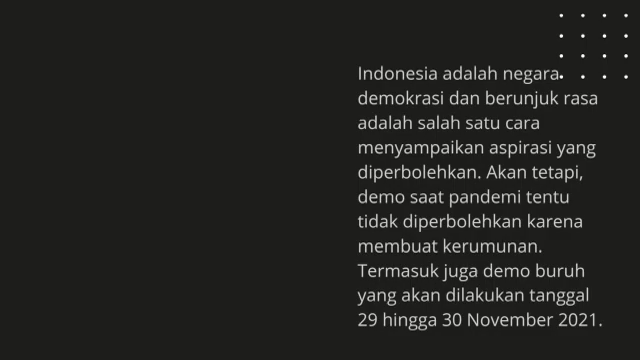 Indonesia adalah negara
demokrasi dan berunjuk rasa
adalah salah satu cara
menyampaikan aspirasi yang
diperbolehkan. Akan tetapi,
demo saat pandemi tentu
tidak diperbolehkan karena
membuat kerumunan.
Termasuk juga demo buruh
yang akan dilakukan tanggal
29 hingga 30 November 2021.